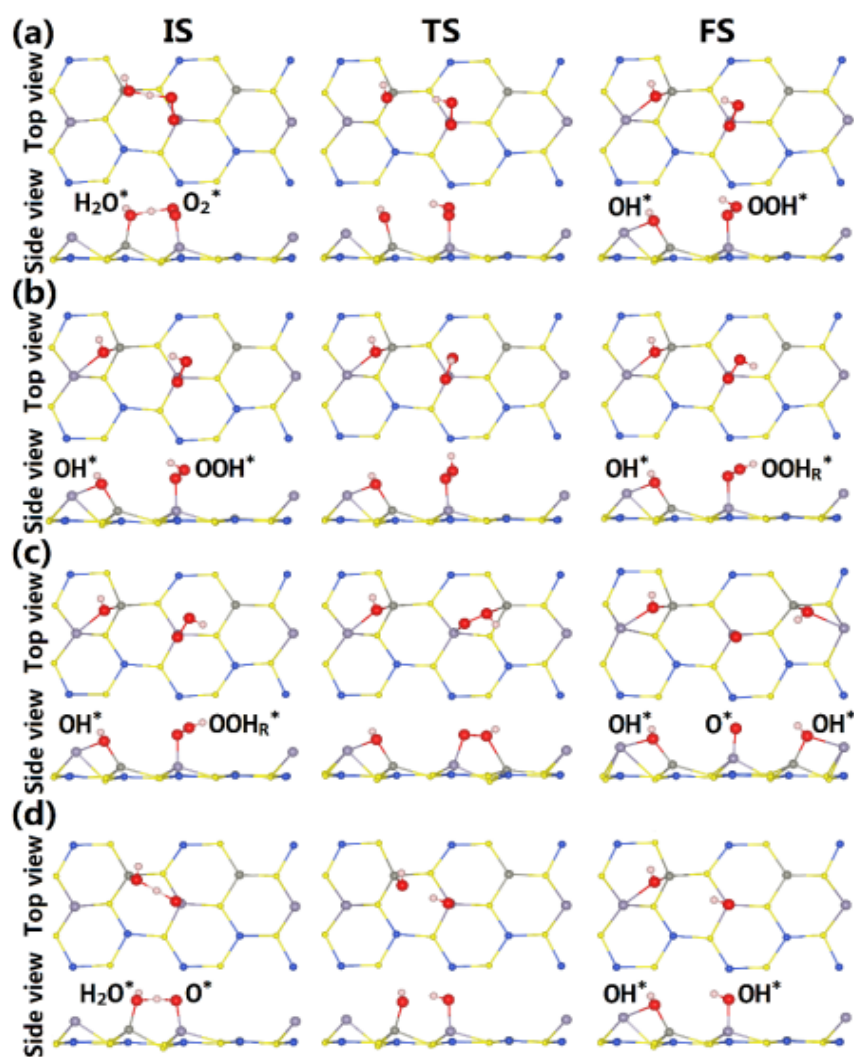 IS TS FS
(a)
Top view
Side view
H₂O* O₂* OH* OOH*
(b)
Top view
Side view
OH* OOH* OH* OOHR*
(c)
Top view
Side view
OH* OOHR* OH* O* OH*
(d)
Top view
Side view
H₂O* O* OH* OH*